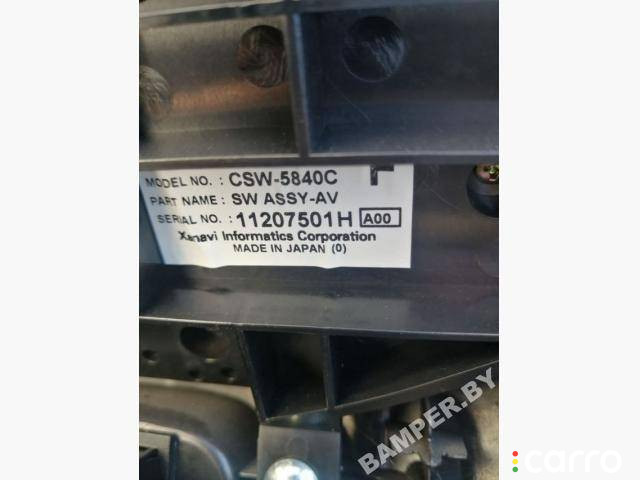 MODEL NO. : CSW-5840C
PART NAME : SW ASSY-AV
SERIAL NO. : 11207501H A00
Xanavi Informatics Corporation
MADE IN JAPAN (0)
BAMPER.BY
carro